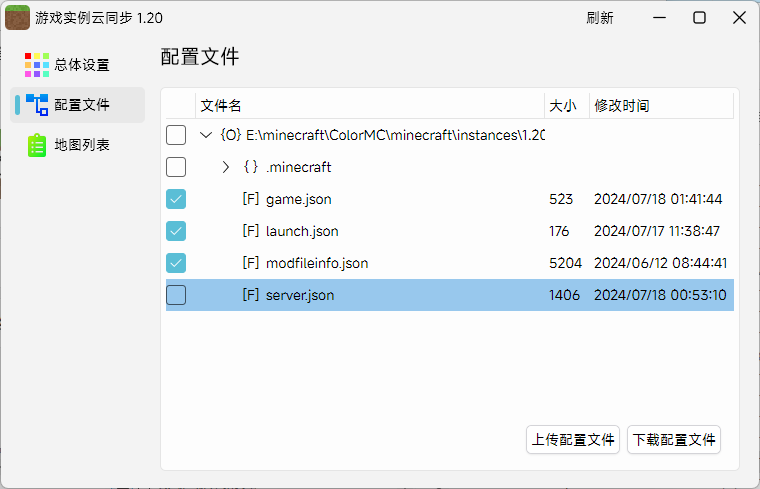 游戏实例云同步 1.20 刷新
总体设置
配置文件
地图列表
配置文件
文件名 大小 修改时间
{O} E:\minecraft\ColorMC\minecraft\instances\1.20
{ } .minecraft
[F] game.json 523 2024/07/18 01:41:44
[F] launch.json 176 2024/07/17 11:38:47
[F] modfileinfo.json 5204 2024/06/12 08:44:41
[F] server.json 1406 2024/07/18 00:53:10
上传配置文件 下载配置文件